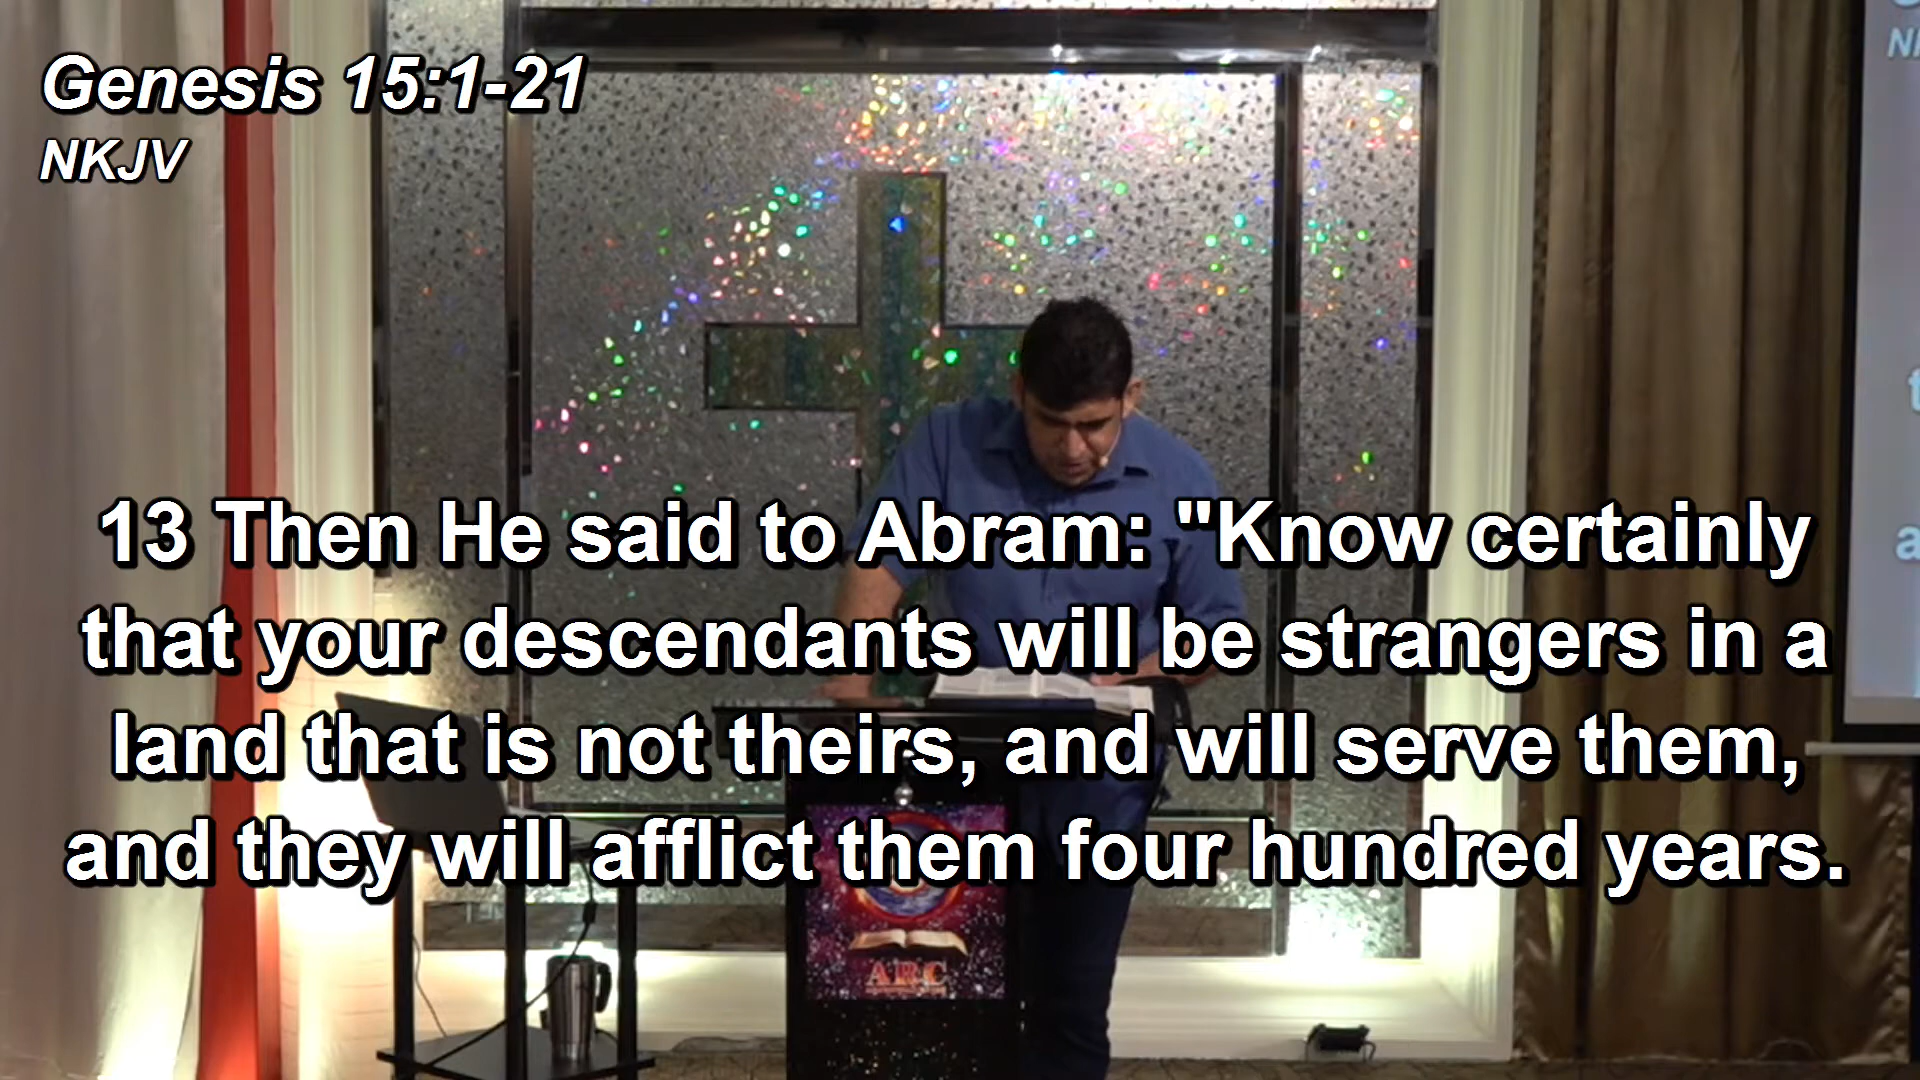 Genesis 15:1-21
NKJV
13 Then He said to Abram: "Know certainly
that your descendants will be strangers in a
land that is not theirs, and will serve them,
and they will afflict them four hundred years.
ARC